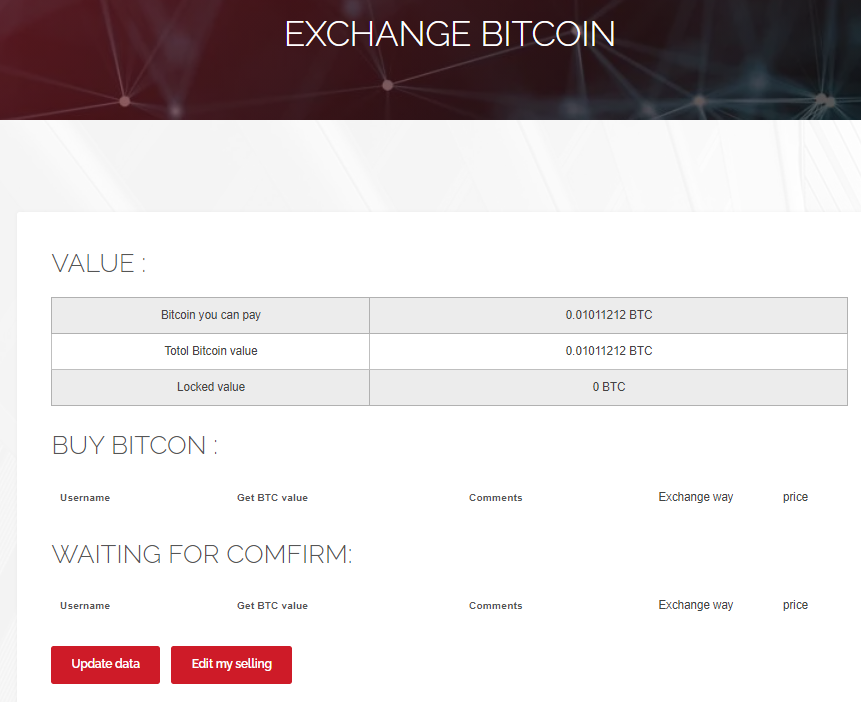 EXCHANGE BITCOIN
VALUE :
Bitcoin you can pay 0.01011212 BTC
Totol Bitcoin value 0.01011212 BTC
Locked value 0 BTC
BUY BITCON :
Username Get BTC value Comments Exchange way price
WAITING FOR COMFIRM:
Username Get BTC value Comments Exchange way price
Update data Edit my selling